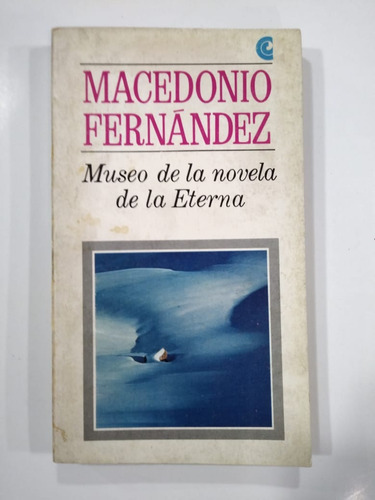 MACEDONIO
FERNÁNDEZ
Museo de la novela
de la Eterna